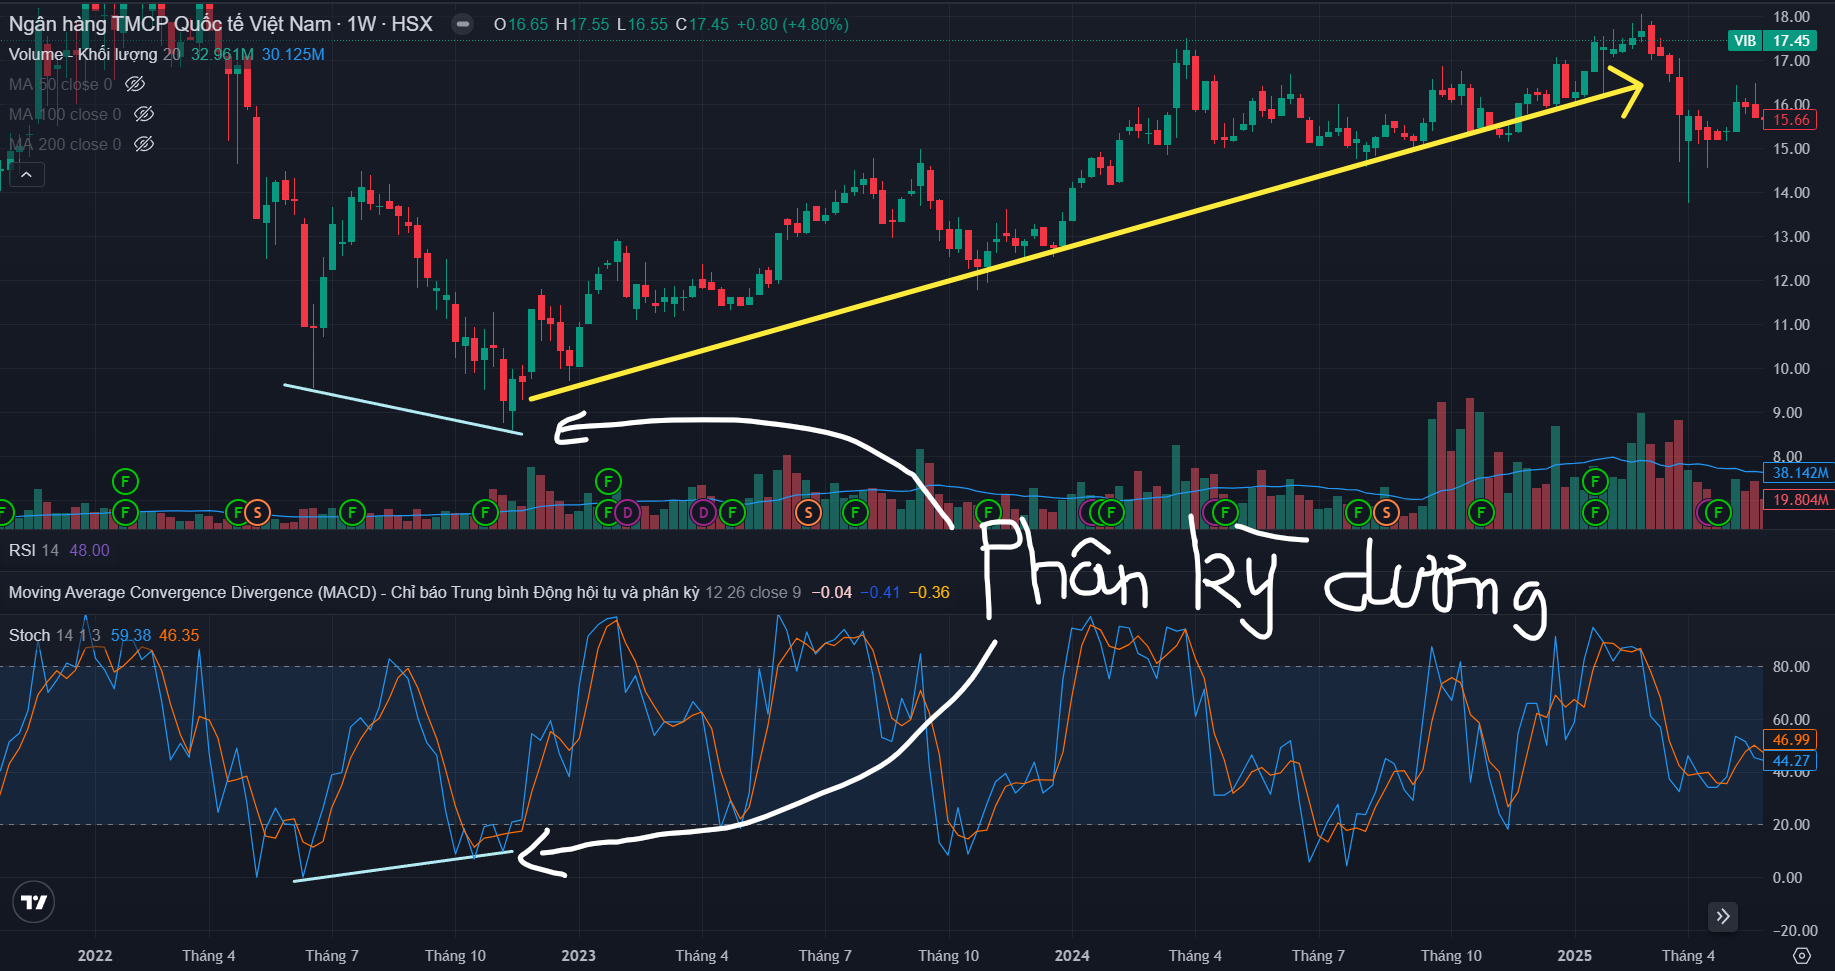 Ngân hàng TMCP Quốc tế Việt Nam · 1W · HSX O16.65 H17.55 L16.55 C17.45 +0.80 (+4.80%)
Volume - Khối lượng 20 32.961M 30.125M
MA 50 close 0
MA 100 close 0
MA 200 close 0
18.00
VIB 17.45
17.00
16.00
15.66
15.00
14.00
13.00
12.00
11.00
10.00
9.00
8.00
38.142M
19.804M
F F F F
F F F S F F F D D F S F F F F F F S F F F
Phân kỳ dương
RSI 14 48.00
Moving Average Convergence Divergence (MACD) - Chỉ báo Trung bình Động hội tụ và phân kỳ 12 26 close 9 −0.04 −0.41 −0.36
Stoch 14 1 3 59.38 46.35
80.00
60.00
46.99
44.27
40.00
20.00
0.00
−20.00
2022 Tháng 4 Tháng 7 Tháng 10 2023 Tháng 4 Tháng 7 Tháng 10 2024 Tháng 4 Tháng 7 Tháng 10 2025 Tháng 4